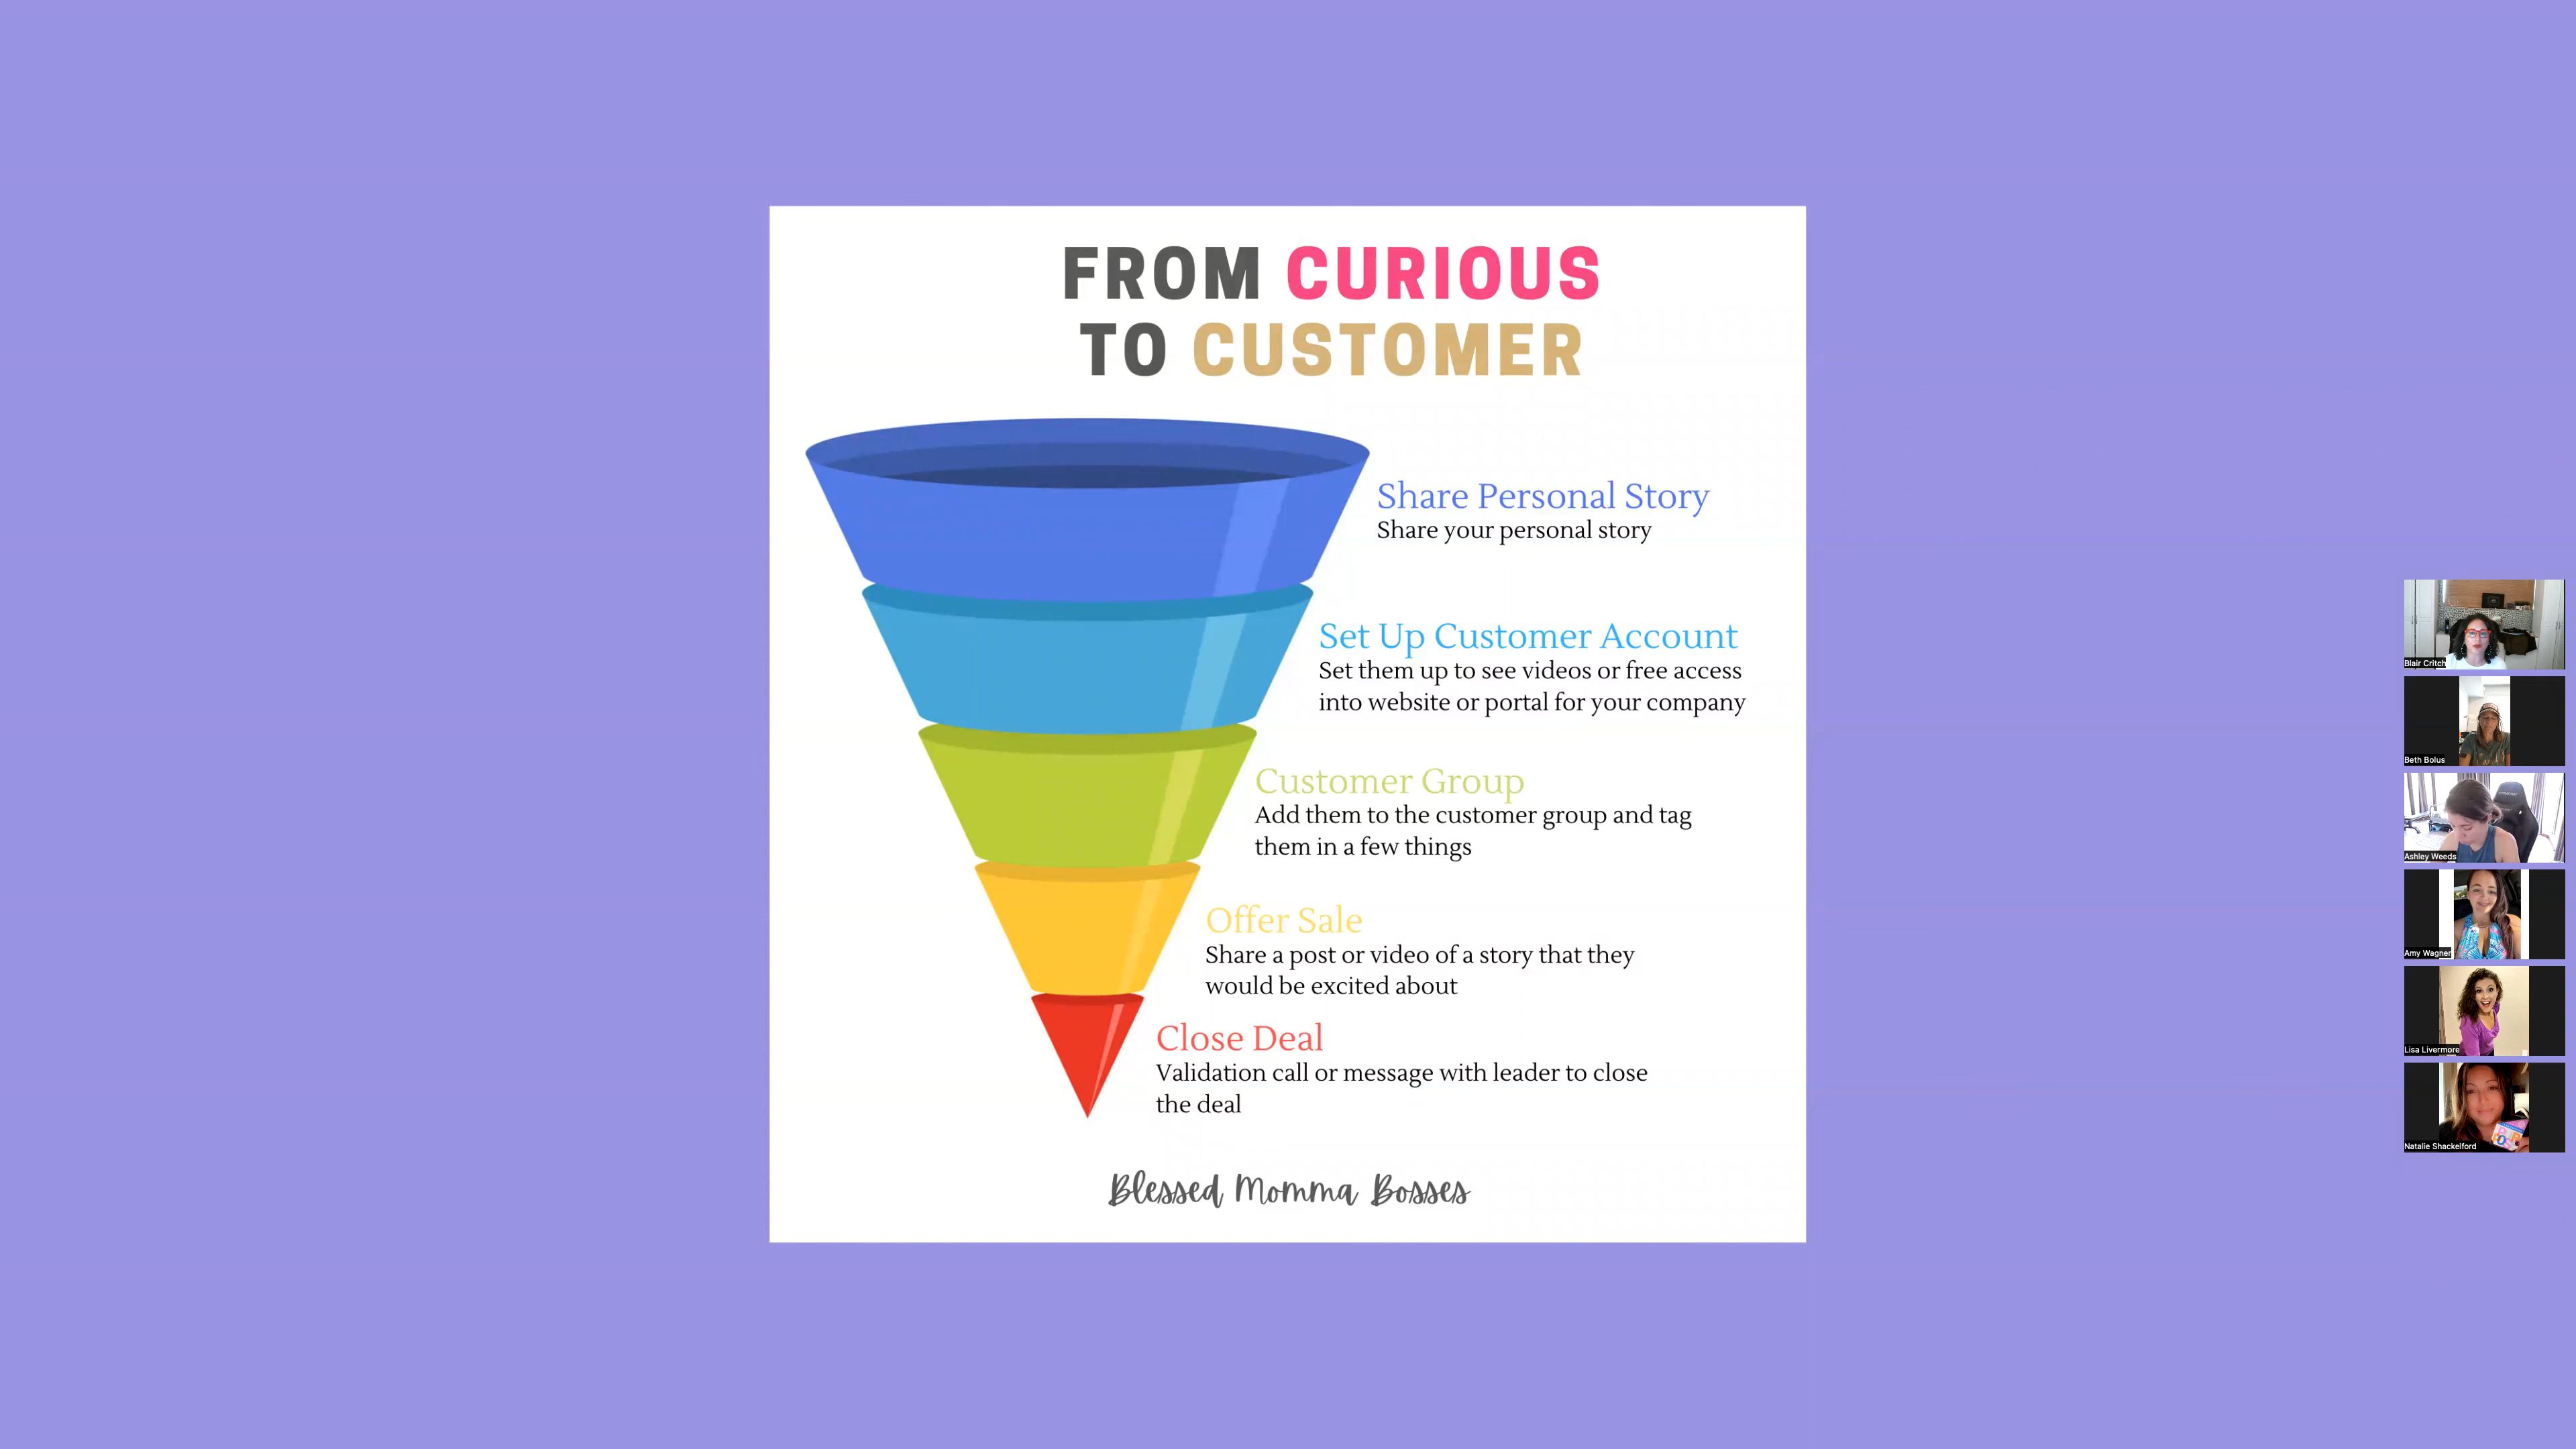 FROM CURIOUS
TO CUSTOMER
Share Personal Story
Share your personal story
Set Up Customer Account
Set them up to see videos or free access
into website or portal for your company
Customer Group
Add them to the customer group and tag
them in a few things
Offer Sale
Share a post or video of a story that they
would be excited about
Close Deal
Validation call or message with leader to close
the deal
Blessed Momma Bosses
Blair Critch
Beth Bolus
Ashley Weeds
Amy Wagner
Lisa Livermore
Natalie Shackelford